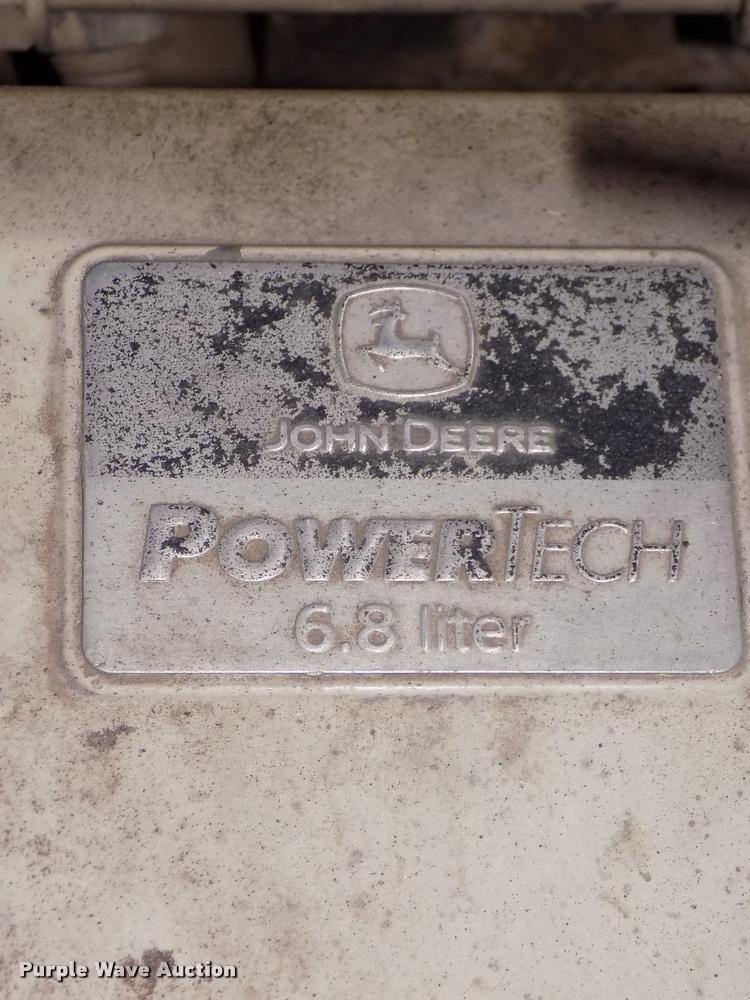 JOHN DEERE
POWERTECH
6.8 liter
Purple Wave Auction